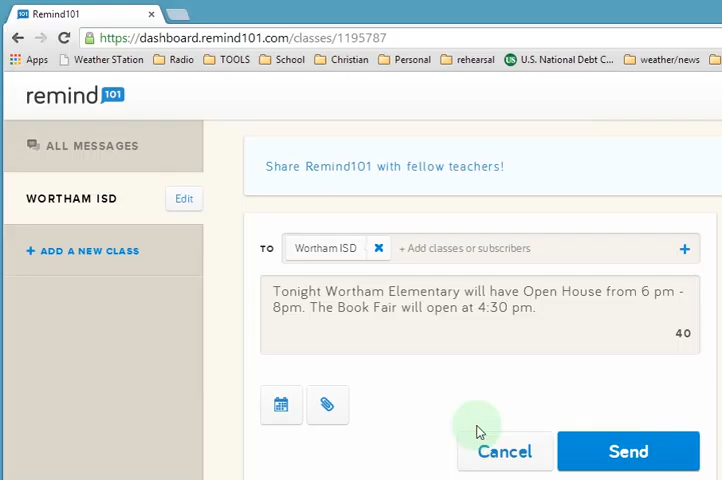 Remind101
https://dashboard.remind101.com/classes/1195787
Apps Weather STation Radio TOOLS School Christian Personal rehearsal U.S. National Debt C... weather/news
remind 101
ALL MESSAGES
Share Remind101 with fellow teachers!
WORTHAM ISD Edit
TO Wortham ISD + Add classes or subscribers +
+ ADD A NEW CLASS
Tonight Wortham Elementary will have Open House from 6 pm -
8pm. The Book Fair will open at 4:30 pm.
40
Cancel Send